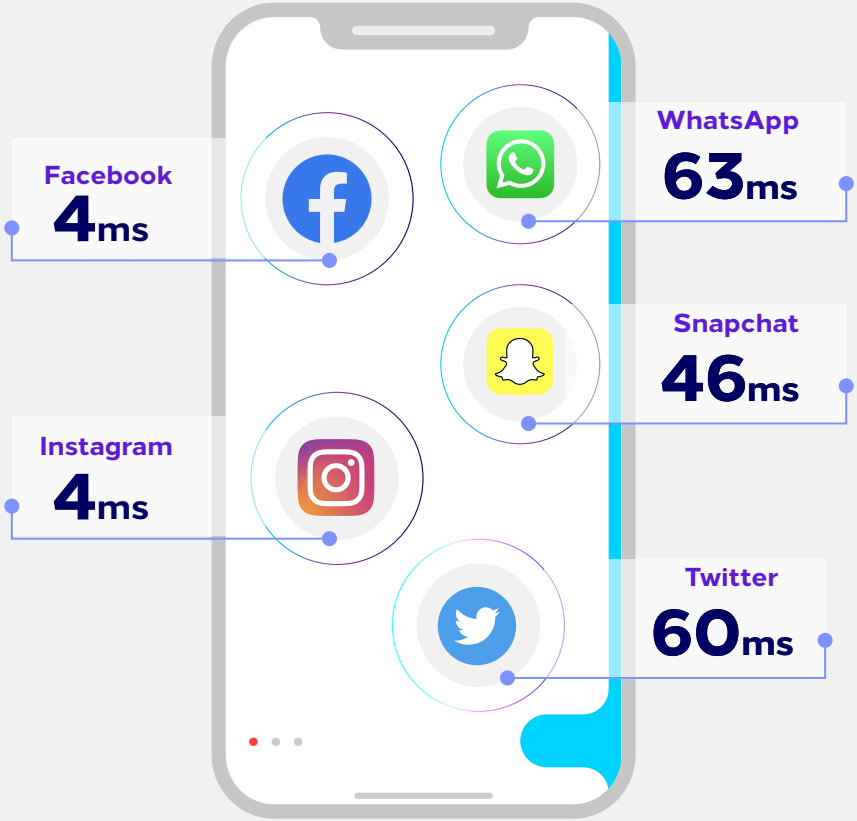 Facebook
4ms
WhatsApp
63ms
Snapchat
46ms
Instagram
4ms
Twitter
60ms